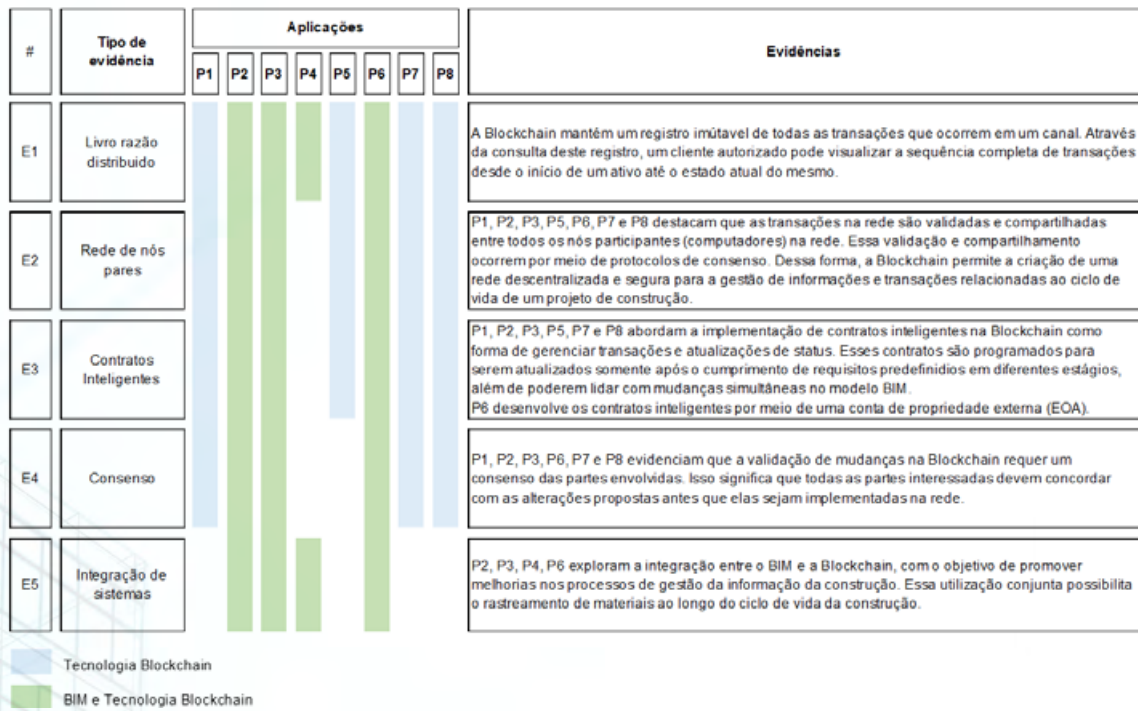 #
Tipo de
evidência
Aplicações
P1 P2 P3 P4 P5 P6 P7 P8
Evidências
E1
Livro razão
distribuido
A Blockchain mantém um registro imútavel de todas as transações que ocorrem em um canal. Através
da consulta deste registro, um cliente autorizado pode visualizar a sequência completa de transações
desde o início de um ativo até o estado atual do mesmo.
E2
Rede de nós
pares
P1, P2, P3, P5, P6, P7 e P8 destacam que as transações na rede são validadas e compartilhadas
entre todos os nós participantes (computadores) na rede. Essa validação e compartilhamento
ocorrem por meio de protocolos de consenso. Dessa forma, a Blockchain permite a criação de uma
rede descentralizada e segura para a gestão de informações e transações relacionadas ao ciclo de
vida de um projeto de construção.
E3
Contratos
Inteligentes
P1, P2, P3, P5, P7 e P8 abordam a implementação de contratos inteligentes na Blockchain como
forma de gerenciar transações e atualizações de status. Esses contratos são programados para
serem atualizados somente após o cumprimento de requisitos predefinidios em diferentes estágios,
além de poderem lidar com mudanças simultâneas no modelo BIM.
P6 desenvolve os contratos inteligentes por meio de uma conta de propriedade externa (EOA).
E4
Consenso
P1, P2, P3, P6, P7 e P8 evidenciam que a validação de mudanças na Blockchain requer um
consenso das partes envolvidas. Isso significa que todas as partes interessadas devem concordar
com as alterações propostas antes que elas sejam implementadas na rede.
E5
Integração de
sistemas
P2, P3, P4, P6 exploram a integração entre o BIM e a Blockchain, com o objetivo de promover
melhorias nos processos de gestão da informação da construção. Essa utilização conjunta possibilita
o rastreamento de materiais ao longo do ciclo de vida da construção.
Tecnologia Blockchain
BIM e Tecnologia Blockchain